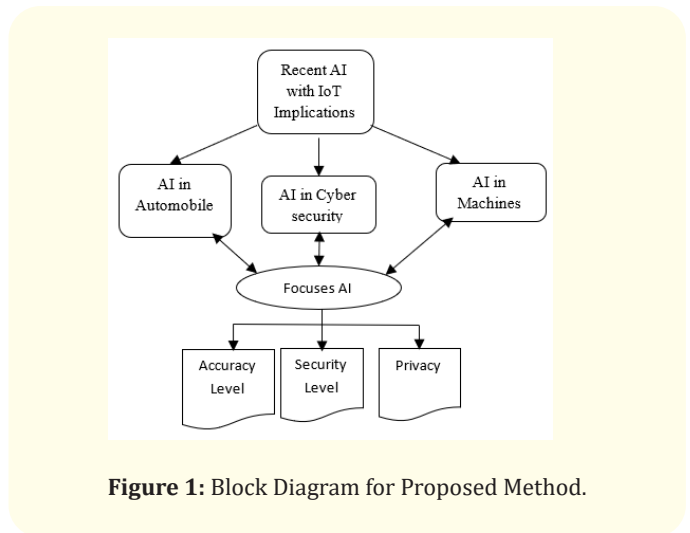 Recent AI
with IoT
Implications
AI in
Automobile
AI in Cyber
security
AI in
Machines
Focuses AI
Accuracy
Level
Security
Level
Privacy
Figure 1: Block Diagram for Proposed Method.